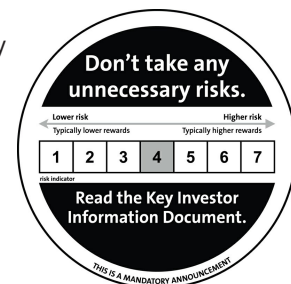 Don't take any
unnecessary risks.
Lower risk Higher risk
Typically lower rewards Typically higher rewards
1 2 3 4 5 6 7
risk indicator
Read the Key Investor
Information Document.
THIS IS A MANDATORY ANNOUNCEMENT